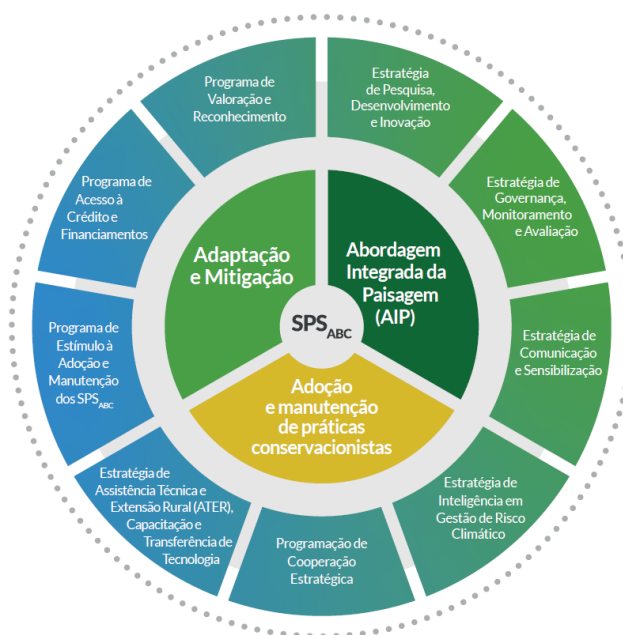 Programa de
Valoração e
Reconhecimento
Estratégia
de Pesquisa,
Desenvolvimento
e Inovação
Estratégia de
Governança,
Monitoramento
e Avaliação
Estratégia de
Comunicação
e Sensibilização
Estratégia de
Inteligência em
Gestão de Risco
Climático
Programação de
Cooperação
Estratégica
Estratégia de
Assistência Técnica e
Extensão Rural (ATER),
Capacitação e
Transferência de
Tecnologia
Programa de
Estímulo à
Adoção e
Manutenção
dos SPSABC
Programa de
Acesso à
Crédito e
Financiamentos
Adaptação
e Mitigação
Abordagem
Integrada da
Paisagem
(AIP)
SPSABC
Adoção
e manutenção
de práticas
conservacionistas